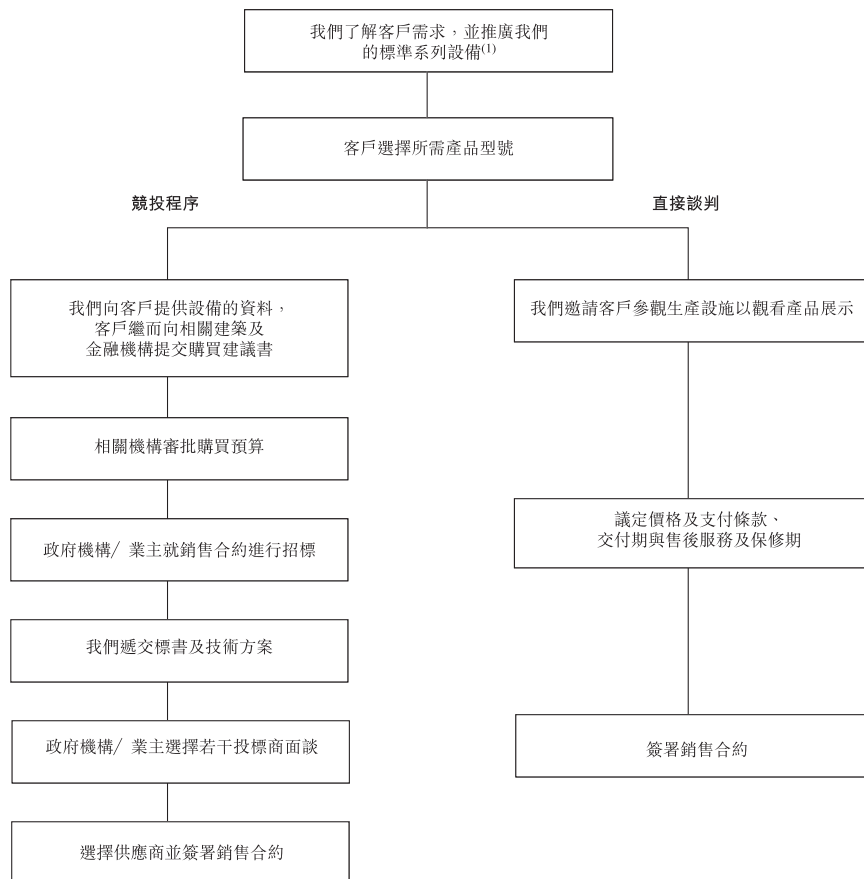 我們了解客戶需求，並推廣我們
的標準系列設備(1)
客戶選擇所需產品型號
競投程序
直接談判
我們向客戶提供設備的資料，
客戶繼而向相關建築及
金融機構提交購買建議書
相關機構審批購買預算
政府機構/ 業主就銷售合約進行招標
我們遞交標書及技術方案
政府機構/ 業主選擇若干投標商面談
選擇供應商並簽署銷售合約
我們邀請客戶參觀生產設施以觀看產品展示
議定價格及支付條款、
交付期與售後服務及保修期
簽署銷售合約